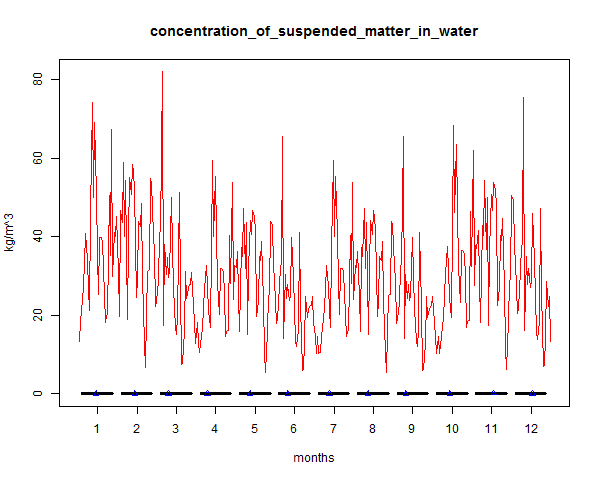 concentration_of_suspended_matter_in_water
80
60
40
20
0
kg/m^3
1 2 3 4 5 6 7 8 9 10 11 12
months